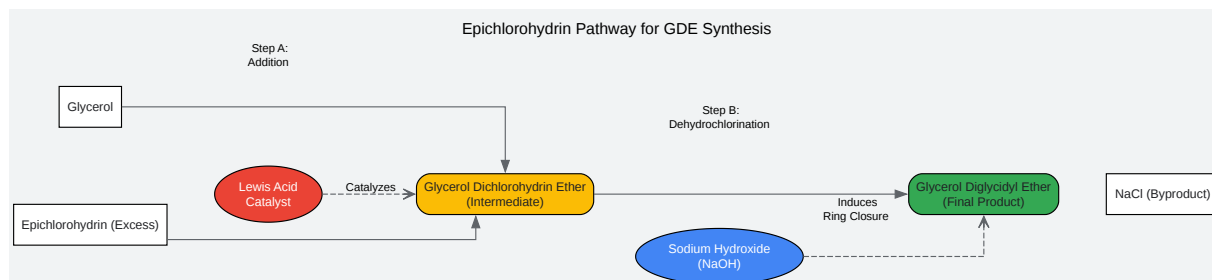 Epichlorohydrin Pathway for GDE Synthesis
Step A:
Addition
Glycerol
Step B:
Dehydrochlorination
Lewis Acid
Catalyst
Catalyzes
Glycerol Dichlorohydrin Ether
(Intermediate)
Glycerol Diglycidyl Ether
(Final Product)
NaCl (Byproduct)
Epichlorohydrin (Excess)
Induces
Ring Closure
Sodium Hydroxide
(NaOH)